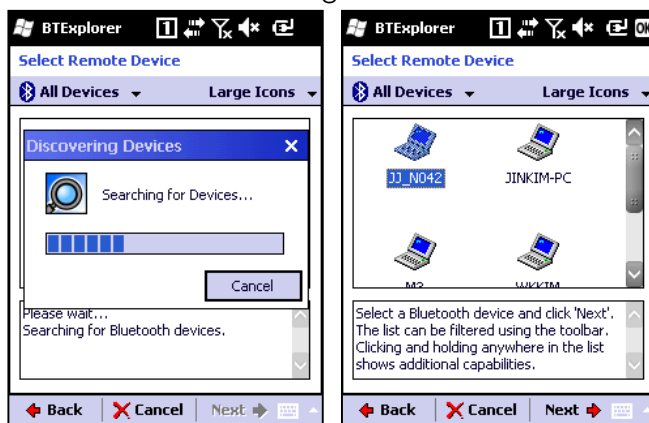 BTExplorer
1
Select Remote Device
All Devices
Large Icons
Discovering Devices
Searching for Devices...
Cancel
Please wait...
Searching for Bluetooth devices.
Back
Cancel
Next
BTExplorer
1
OK
Select Remote Device
All Devices
Large Icons
JJ_N042
JINKIM-PC
M3
WKKIM
Select a Bluetooth device and click 'Next'.
The list can be filtered using the toolbar.
Clicking and holding anywhere in the list
shows additional capabilities.
Back
Cancel
Next